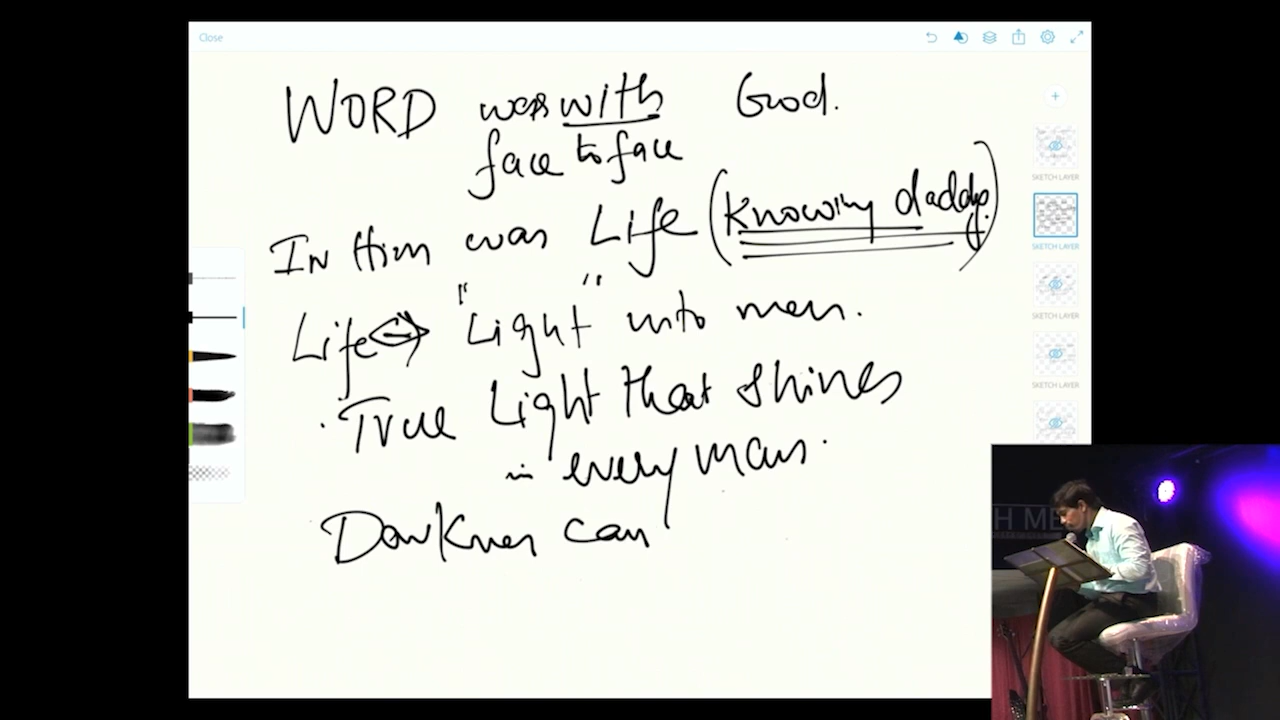 Close
WORD was with God.
face to face
In Him was Life (Knowing daddy.)
Life <-> "Light" unto men.
. True Light that shines
in every man.
Darkness can
SKETCH LAYER
SKETCH LAYER
SKETCH LAYER
SKETCH LAYER
H ME